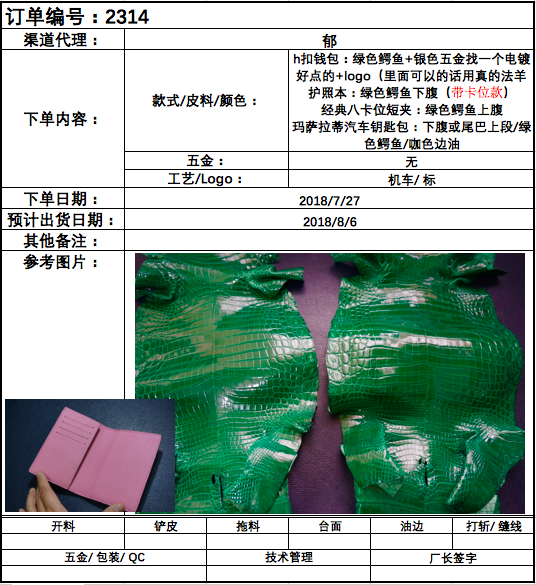 订单编号：2314
渠道代理： 郁
下单内容：
款式/皮料/颜色：
h扣钱包：绿色鳄鱼+银色五金找一个电镀
好点的+logo（里面可以的话用真的法羊
护照本：绿色鳄鱼下腹（带卡位款）
经典八卡位短夹：绿色鳄鱼上腹
玛萨拉蒂汽车钥匙包：下腹或尾巴上段/绿
色鳄鱼/咖色边油
五金： 无
工艺/Logo： 机车/ 标
下单日期： 2018/7/27
预计出货日期： 2018/8/6
其他备注：
参考图片：
开料 铲皮 拖料 台面 油边 打斩/ 缝线
五金/ 包装/ QC 技术管理 厂长签字